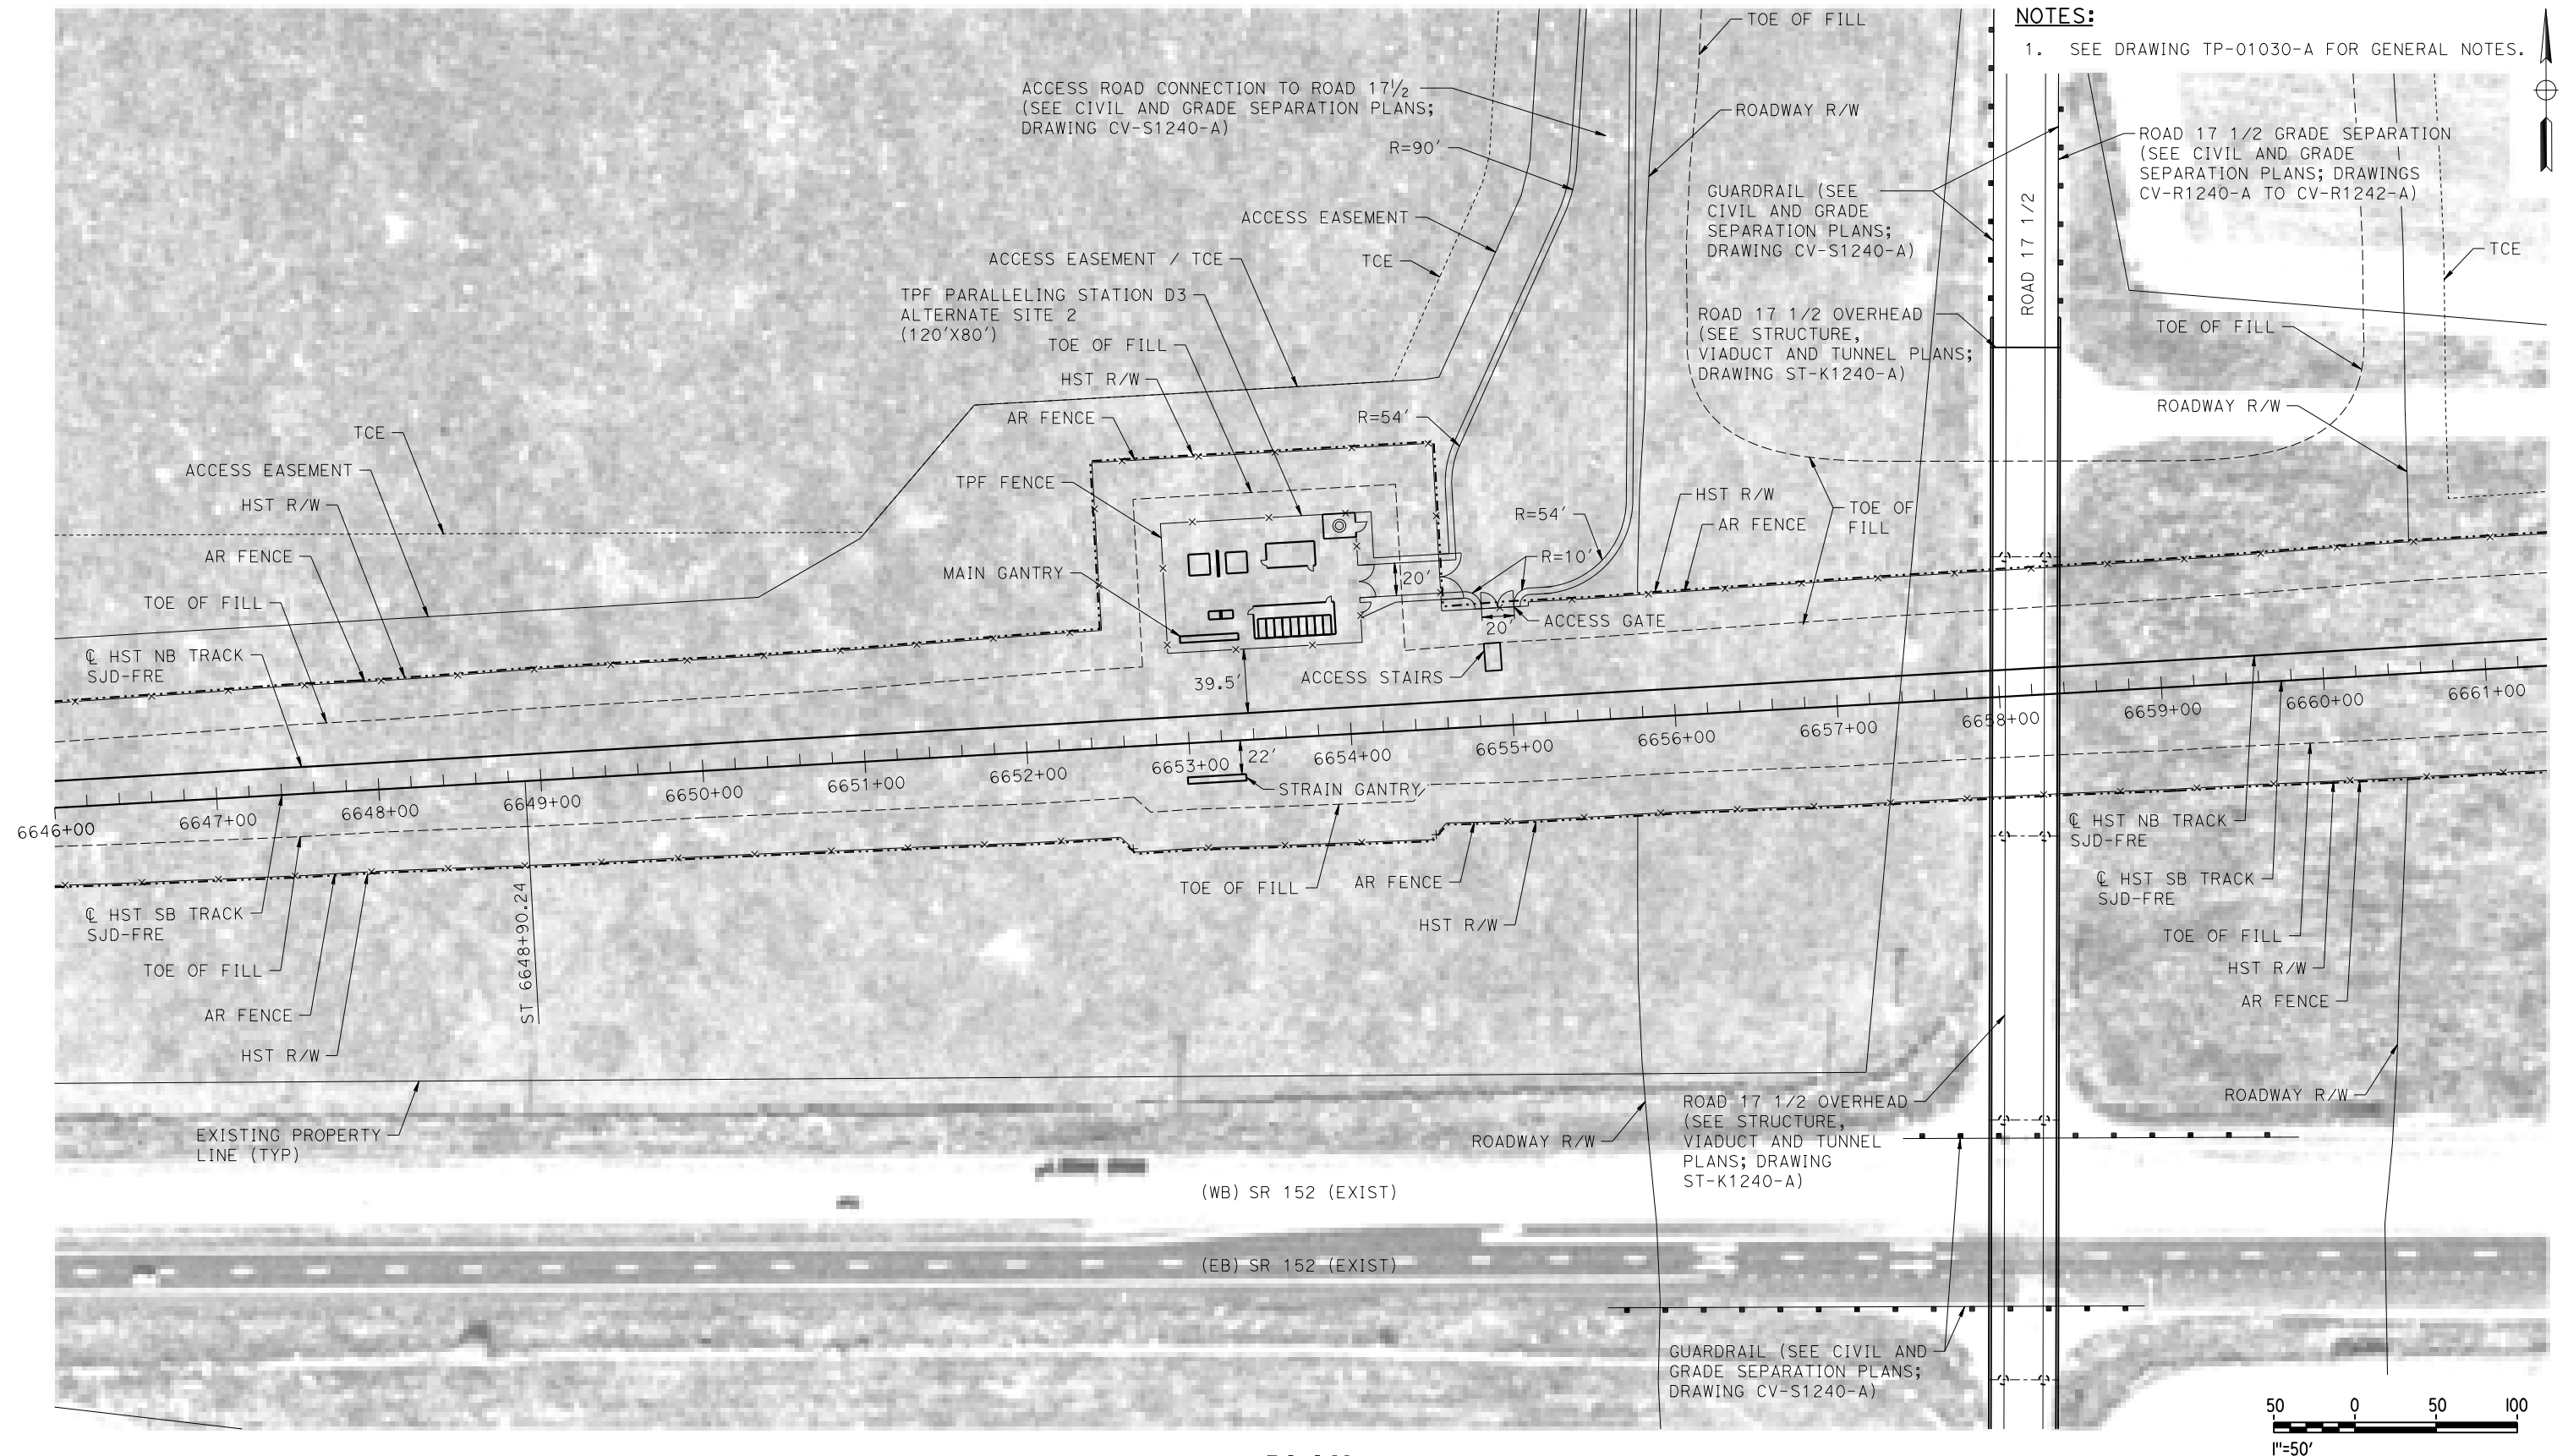 NOTES:
1. SEE DRAWING TP-01030-A FOR GENERAL NOTES.
TOE OF FILL
ACCESS ROAD CONNECTION TO ROAD 17½
(SEE CIVIL AND GRADE SEPARATION PLANS;
DRAWING CV-S1240-A)
R=90'
ROADWAY R/W
ROAD 17 1/2 GRADE SEPARATION
(SEE CIVIL AND GRADE
SEPARATION PLANS; DRAWINGS
CV-R1240-A TO CV-R1242-A)
GUARDRAIL (SEE
CIVIL AND GRADE
SEPARATION PLANS;
DRAWING CV-S1240-A)
ROAD 17 1/2
TCE
ACCESS EASEMENT
TCE
ACCESS EASEMENT / TCE
TPF PARALLELING STATION D3
ALTERNATE SITE 2
(120'X80')
TOE OF FILL
HST R/W
AR FENCE
R=54'
TPF FENCE
MAIN GANTRY
ROAD 17 1/2 OVERHEAD
(SEE STRUCTURE,
VIADUCT AND TUNNEL PLANS;
DRAWING ST-K1240-A)
TOE OF FILL
ROADWAY R/W
TCE
ACCESS EASEMENT
HST R/W
AR FENCE
TOE OF FILL
℄ HST NB TRACK
SJD-FRE
R=54'
R=10'
20'
20'
HST R/W
AR FENCE
TOE OF
FILL
ACCESS GATE
ACCESS STAIRS
39.5'
22'
STRAIN GANTRY
6646+00
6647+00
6648+00
6649+00
6650+00
6651+00
6652+00
6653+00
6654+00
6655+00
6656+00
6657+00
6658+00
6659+00
6660+00
6661+00
ST 6648+90.24
℄ HST SB TRACK
SJD-FRE
TOE OF FILL
AR FENCE
HST R/W
TOE OF FILL
AR FENCE
HST R/W
℄ HST NB TRACK
SJD-FRE
℄ HST SB TRACK
SJD-FRE
TOE OF FILL
HST R/W
AR FENCE
ROADWAY R/W
EXISTING PROPERTY
LINE (TYP)
ROADWAY R/W
ROAD 17 1/2 OVERHEAD
(SEE STRUCTURE,
VIADUCT AND TUNNEL
PLANS; DRAWING
ST-K1240-A)
(WB) SR 152 (EXIST)
(EB) SR 152 (EXIST)
GUARDRAIL (SEE CIVIL AND
GRADE SEPARATION PLANS;
DRAWING CV-S1240-A)
50 0 50 100
1"=50'